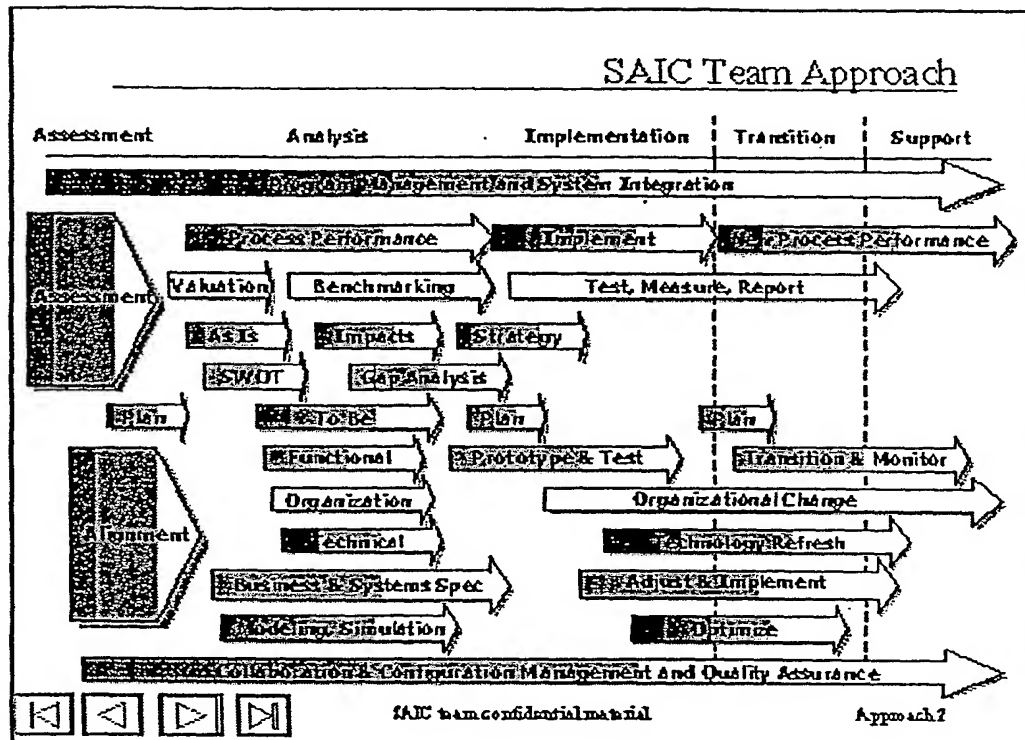 SAIC Team Approach
Assessment Analysis Implementation Transition Support
Program Management and System Integration
Process Performance Implement New Process Performance
Assessment
Valuation Benchmarking Test, Measure, Report
As Is Impacts Strategy
SWOT Gap Analysis
Plan To Be Plan Plan
Functional Prototype & Test Transition & Monitor
Organization Organizational Change
Alignment
Technical Technology Refresh
Business & Systems Spec Adjust & Implement
Modeling, Simulation Optimize
Collaboration & Configuration Management and Quality Assurance
SAIC team confidential material
Approach 2